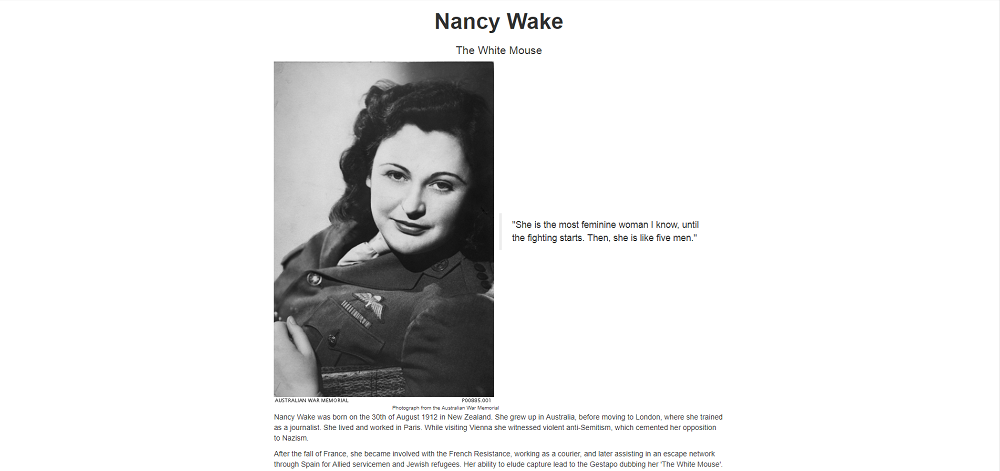 Nancy Wake
The White Mouse
"She is the most feminine woman I know, until
the fighting starts. Then, she is like five men."
AUSTRALIAN WAR MEMORIAL P00885.001
Photograph from the Australian War Memorial
Nancy Wake was born on the 30th of August 1912 in New Zealand. She grew up in Australia, before moving to London, where she trained
as a journalist. She lived and worked in Paris. While visiting Vienna she witnessed violent anti-Semitism, which cemented her opposition
to Nazism.
After the fall of France, she became involved with the French Resistance, working as a courier, and later assisting in an escape network
through Spain for Allied servicemen and Jewish refugees. Her ability to elude capture lead to the Gestapo dubbing her 'The White Mouse'.